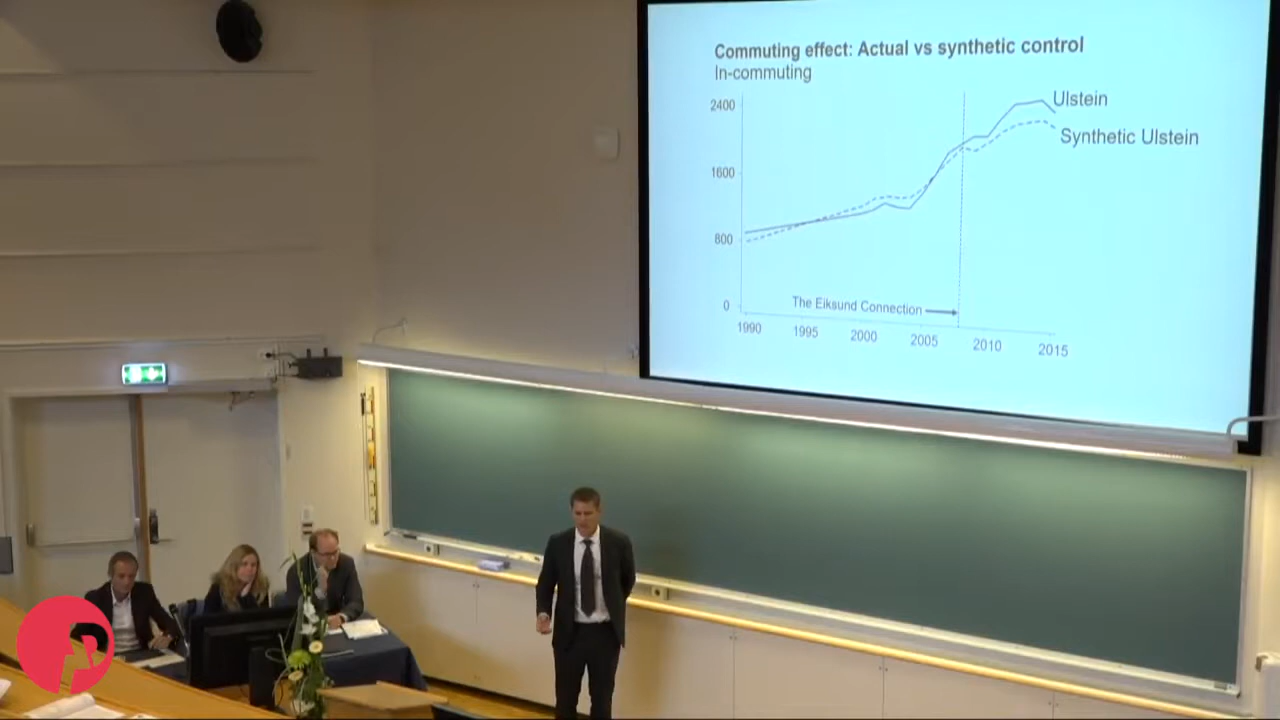 Commuting effect: Actual vs synthetic control
In-commuting
2400
Ulstein
Synthetic Ulstein
1600
800
0
The Eiksund Connection
1990 1995 2000 2005 2010 2015